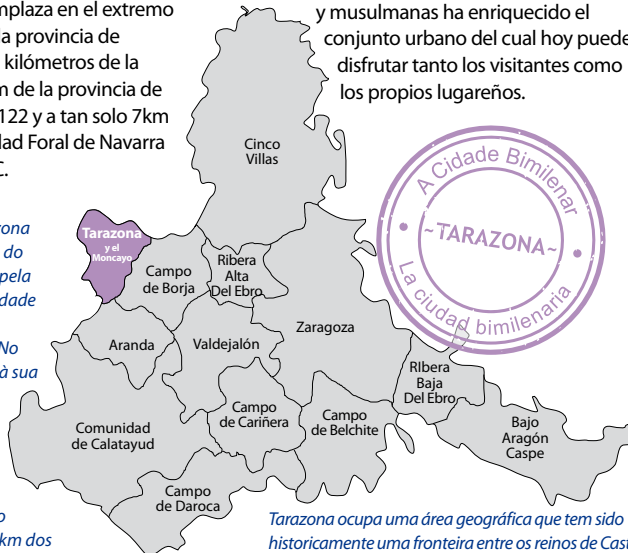 mplaza en el extremo
la provincia de
kilómetros de la
m de la provincia de
122 y a tan solo 7km
dad Foral de Navarra
C.
y musulmanas ha enriquecido el
conjunto urbano del cual hoy puede
disfrutar tanto los visitantes como
los propios lugareños.
A Cidade Bimilenar
~TARAZONA~
La ciudad bimilenaria
zona
do
pela
idade
No
à sua
o
km dos
Cinco
Villas
Tarazona
y el
Moncayo
Campo
de Borja
Ribera
Alta
Del Ebro
Zaragoza
Aranda
Valdejalón
RIbera
Baja
Del Ebro
Comunidad
de Calatayud
Campo
de Cariñera
Campo
de Belchite
Bajo
Aragón
Caspe
Campo
de Daroca
Tarazona ocupa uma área geográfica que tem sido
historicamente uma fronteira entre os reinos de Cast